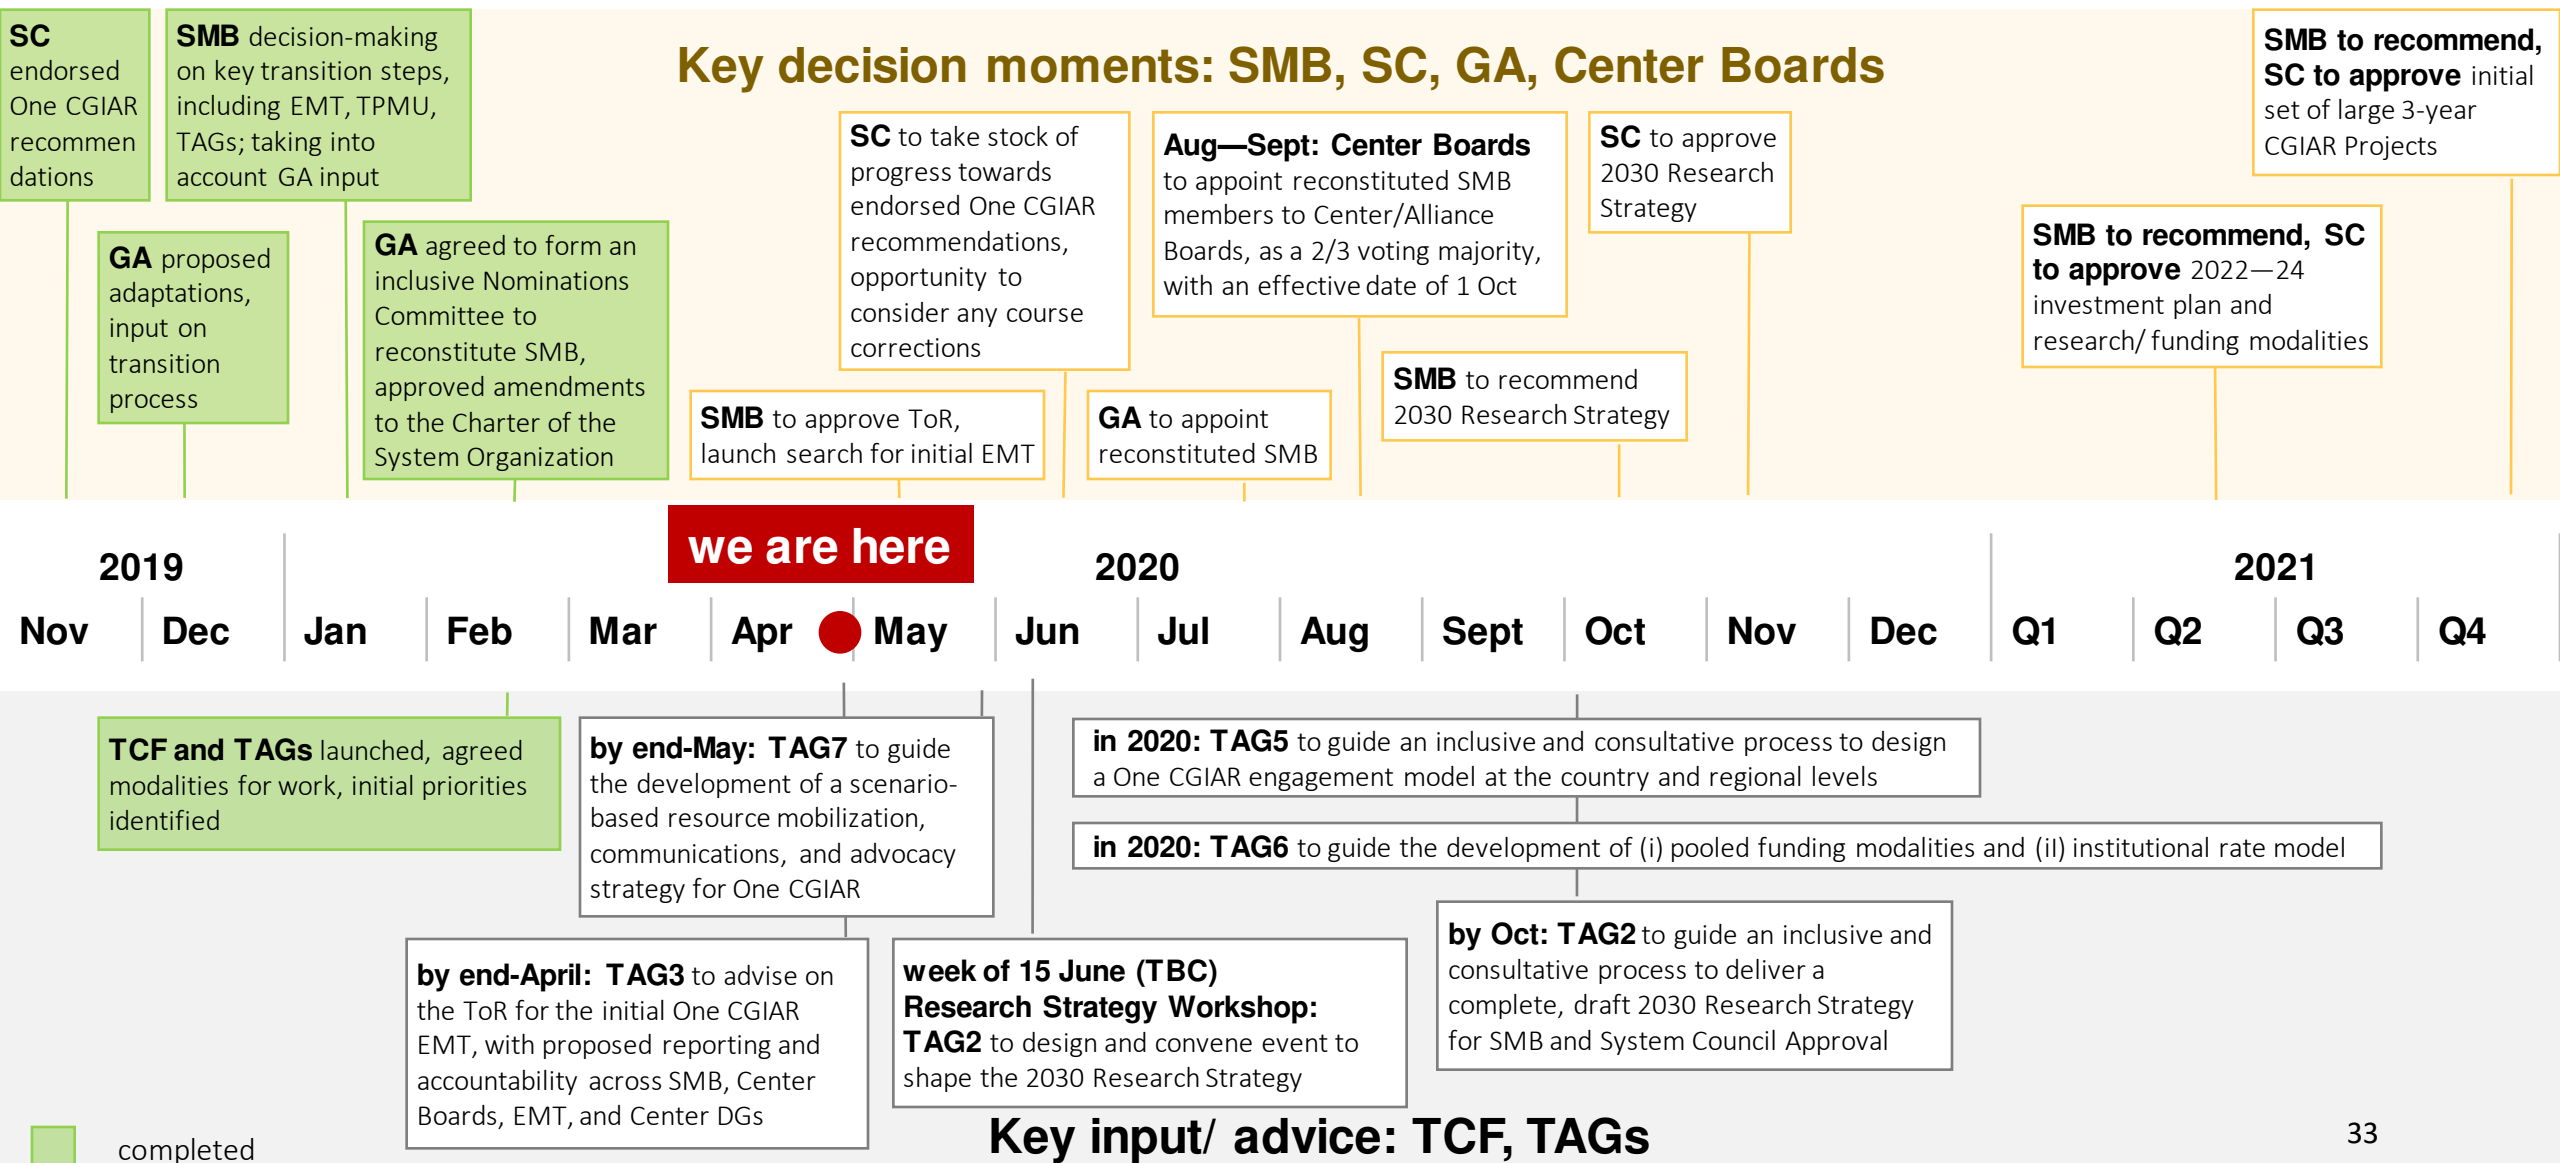 Key decision moments: SMB, SC, GA, Center Boards
SC
endorsed
One CGIAR
recommen
dations
SMB decision-making
on key transition steps,
including EMT, TPMU,
TAGs; taking into
account GA input
GA proposed
adaptations,
input on
transition
process
GA agreed to form an
inclusive Nominations
Committee to
reconstitute SMB,
approved amendments
to the Charter of the
System Organization
SMB to approve ToR,
launch search for initial EMT
SC to take stock of
progress towards
endorsed One CGIAR
recommendations,
opportunity to
consider any course
corrections
GA to appoint
reconstituted SMB
Aug—Sept: Center Boards
to appoint reconstituted SMB
members to Center/Alliance
Boards, as a 2/3 voting majority,
with an effective date of 1 Oct
SMB to recommend
2030 Research Strategy
SC to approve
2030 Research
Strategy
SMB to recommend, SC
to approve 2022—24
investment plan and
research/ funding modalities
SMB to recommend,
SC to approve initial
set of large 3-year
CGIAR Projects
we are here
2019
2020
2021
Nov
Dec
Jan
Feb
Mar
Apr
May
Jun
Jul
Aug
Sept
Oct
Nov
Dec
Q1
Q2
Q3
Q4
TCF and TAGs launched, agreed
modalities for work, initial priorities
identified
by end-May: TAG7 to guide
the development of a scenario-
based resource mobilization,
communications, and advocacy
strategy for One CGIAR
by end-April: TAG3 to advise on
the ToR for the initial One CGIAR
EMT, with proposed reporting and
accountability across SMB, Center
Boards, EMT, and Center DGs
week of 15 June (TBC)
Research Strategy Workshop:
TAG2 to design and convene event to
shape the 2030 Research Strategy
in 2020: TAG5 to guide an inclusive and consultative process to design
a One CGIAR engagement model at the country and regional levels
in 2020: TAG6 to guide the development of (i) pooled funding modalities and (iI) institutional rate model
by Oct: TAG2 to guide an inclusive and
consultative process to deliver a
complete, draft 2030 Research Strategy
for SMB and System Council Approval
completed
Key input/ advice: TCF, TAGs
33